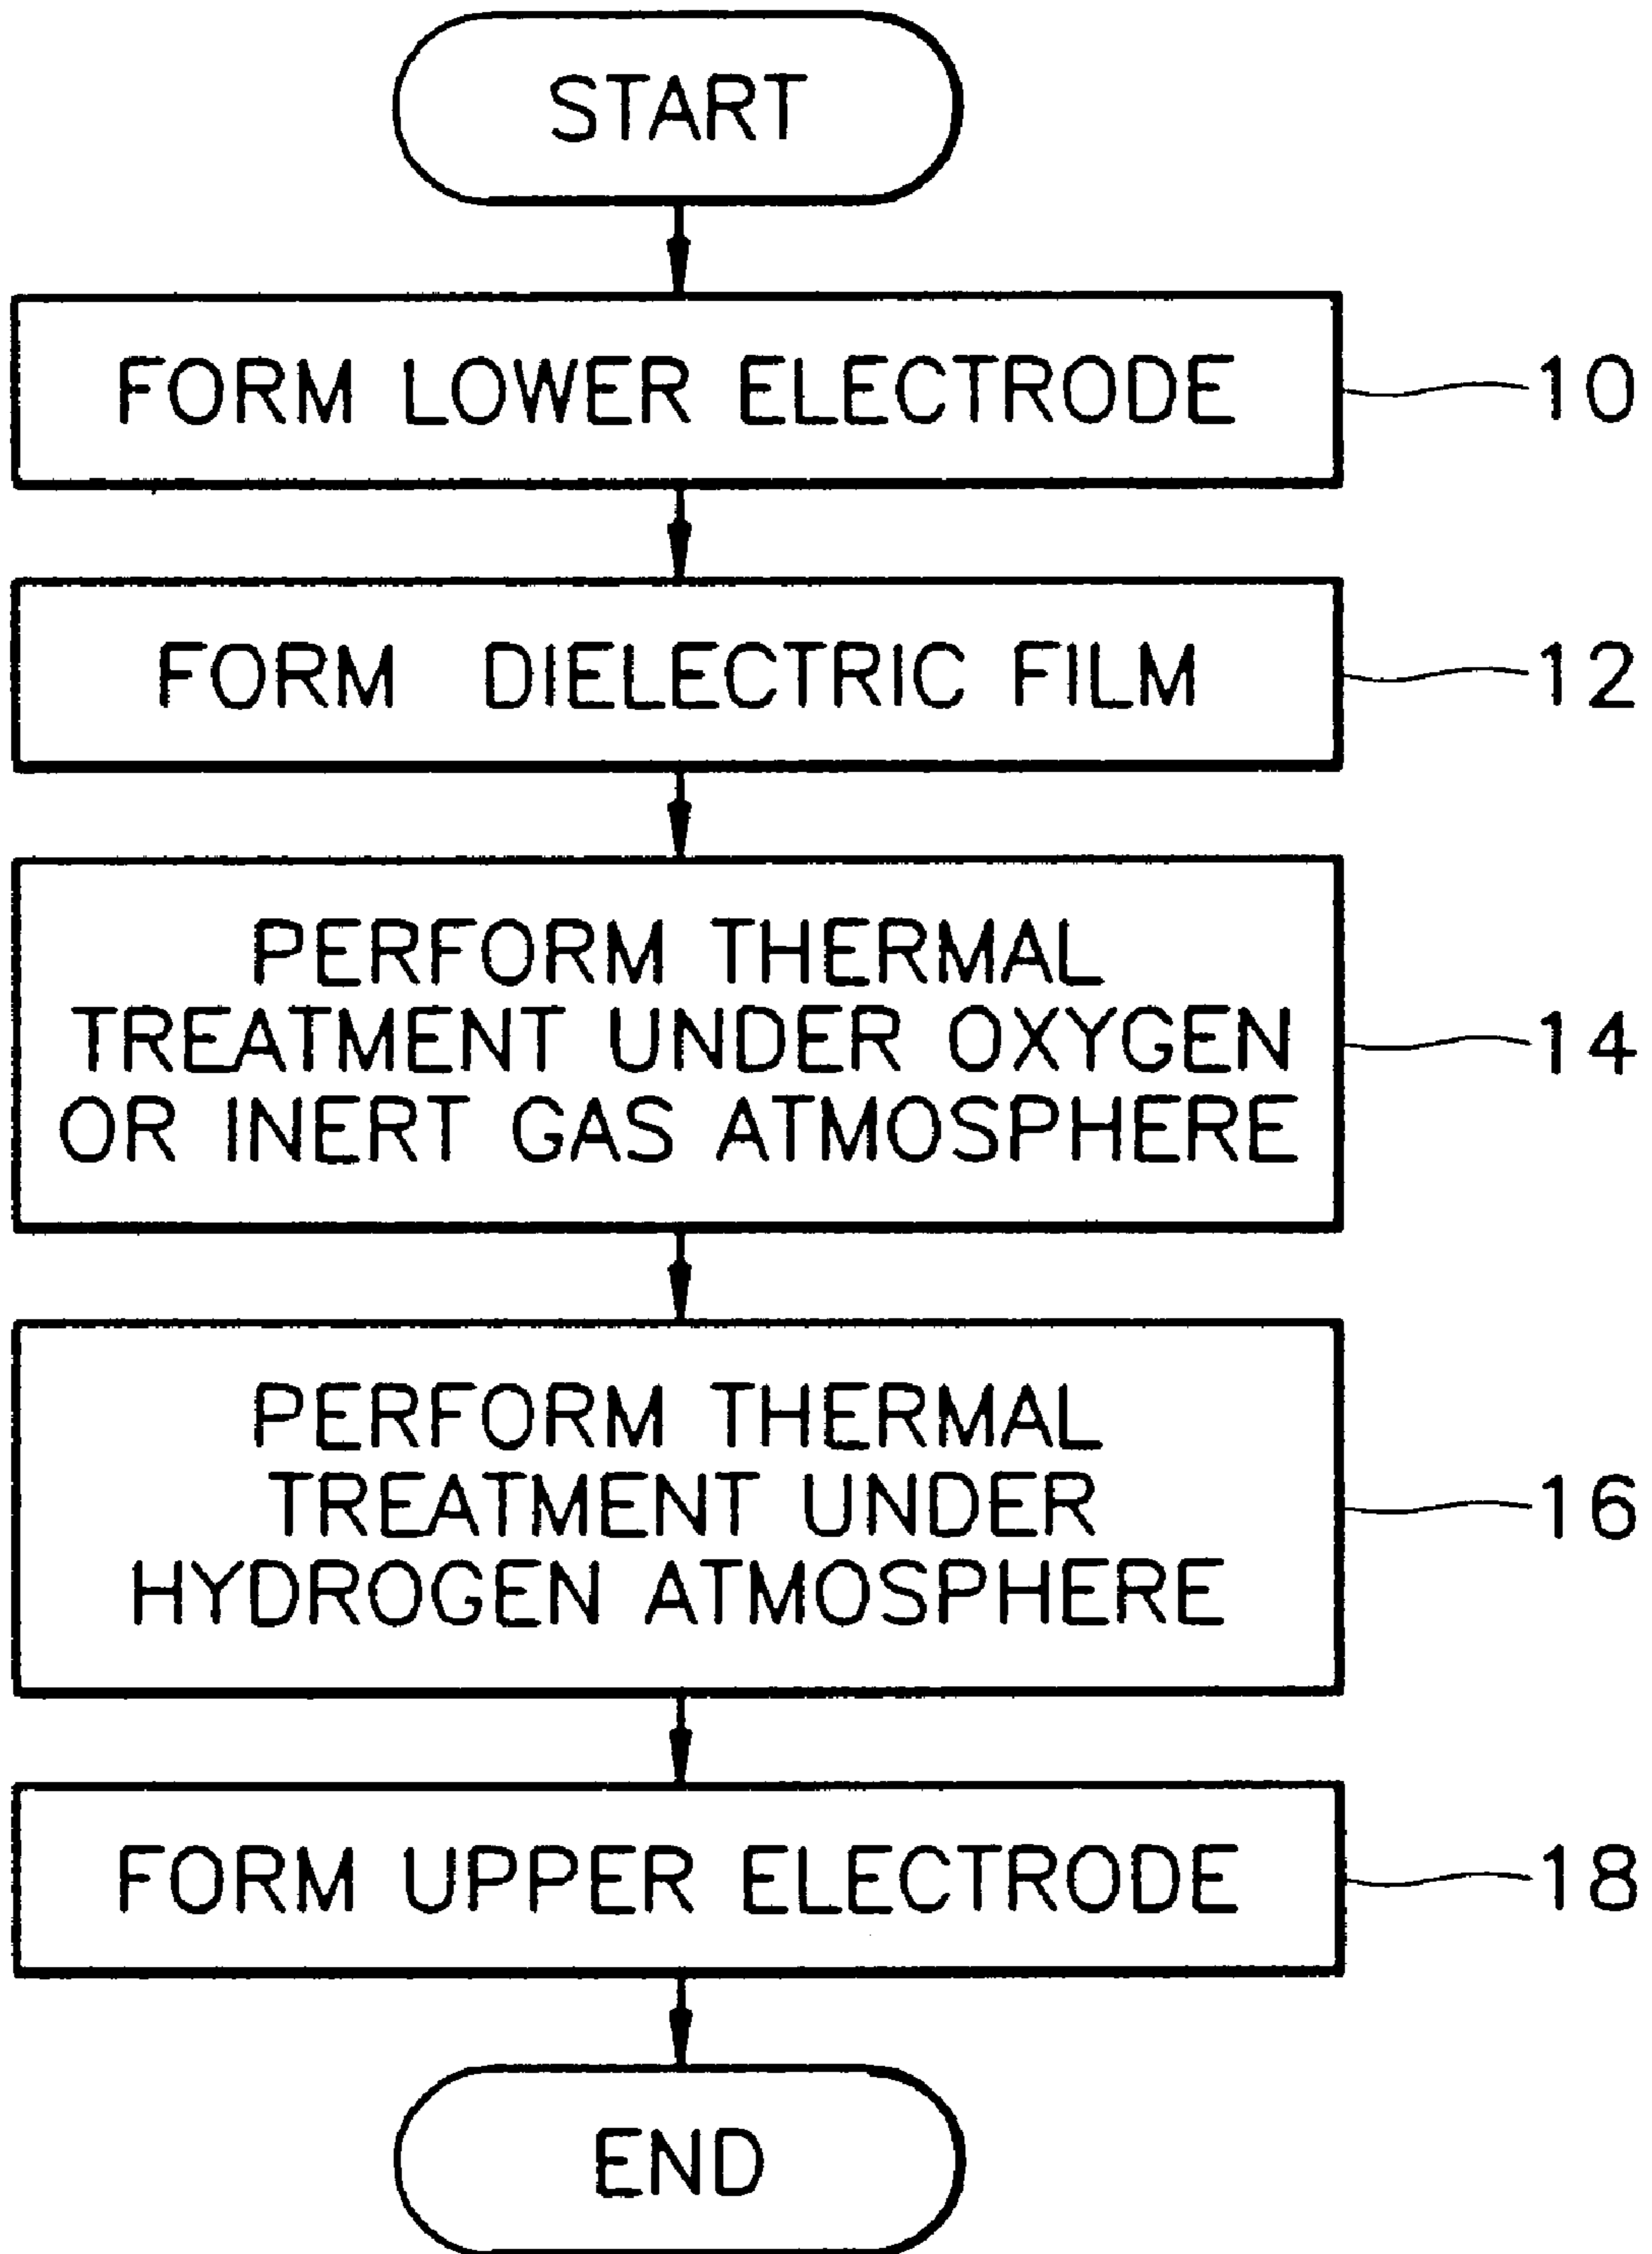 START
FORM LOWER ELECTRODE
10
FORM DIELECTRIC FILM
12
PERFORM THERMAL
TREATMENT UNDER OXYGEN
OR INERT GAS ATMOSPHERE
14
PERFORM THERMAL
TREATMENT UNDER
HYDROGEN ATMOSPHERE
16
FORM UPPER ELECTRODE
18
END